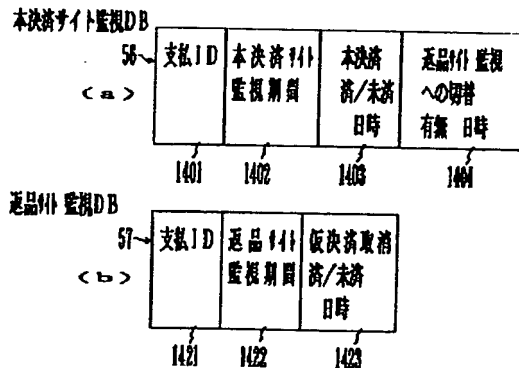 本決済サイト監視DB
56
<a>
支払ID
本決済サイト
監視期間
本決済
済/未済
日時
返品サイト監視
への切替
有無 日時
1401
1402
1403
1404
返品サイト監視DB
57
<b>
支払ID
返品サイト
監視期間
仮決済取消
済/未済
日時
1421
1422
1423